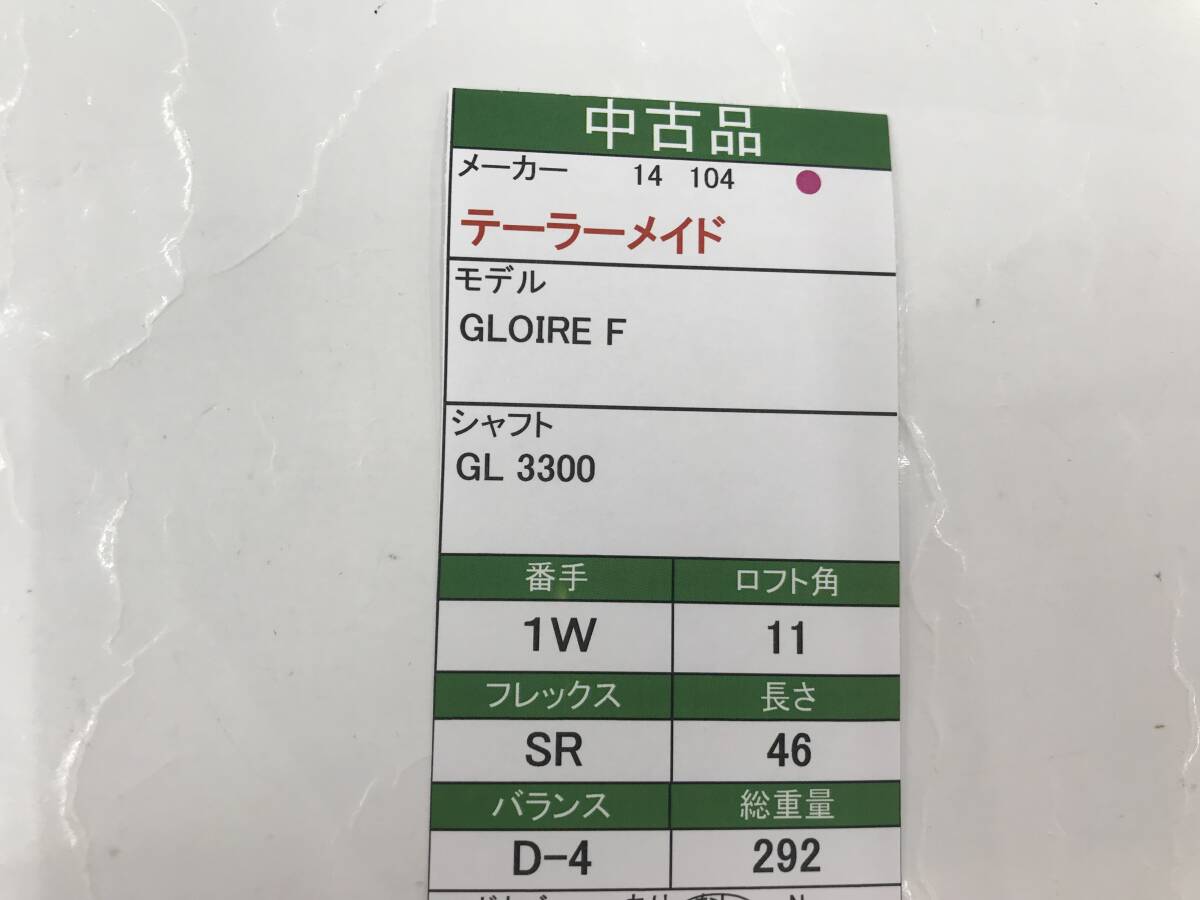 中古品
メーカー 14 104
テーラーメイド
モデル
GLOIRE F
シャフト
GL 3300
番手 ロフト角
1W 11
フレックス 長さ
SR 46
バランス 総重量
D-4 292